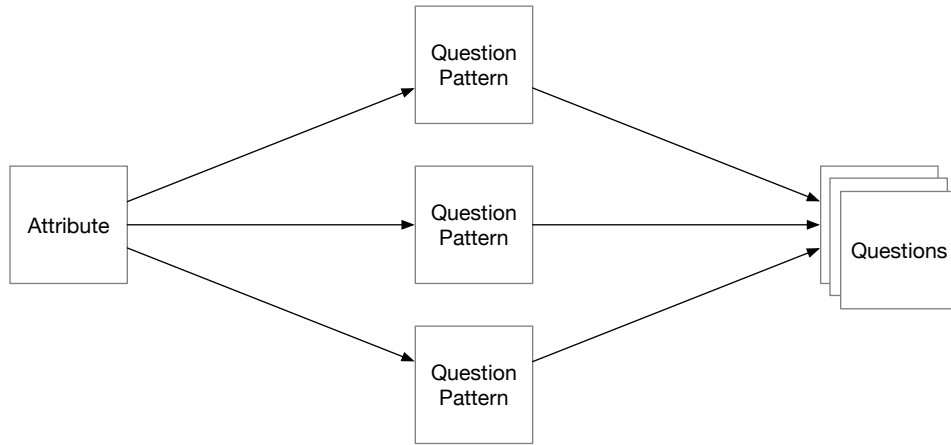 Question
Pattern
Attribute
Question
Pattern
Questions
Question
Pattern